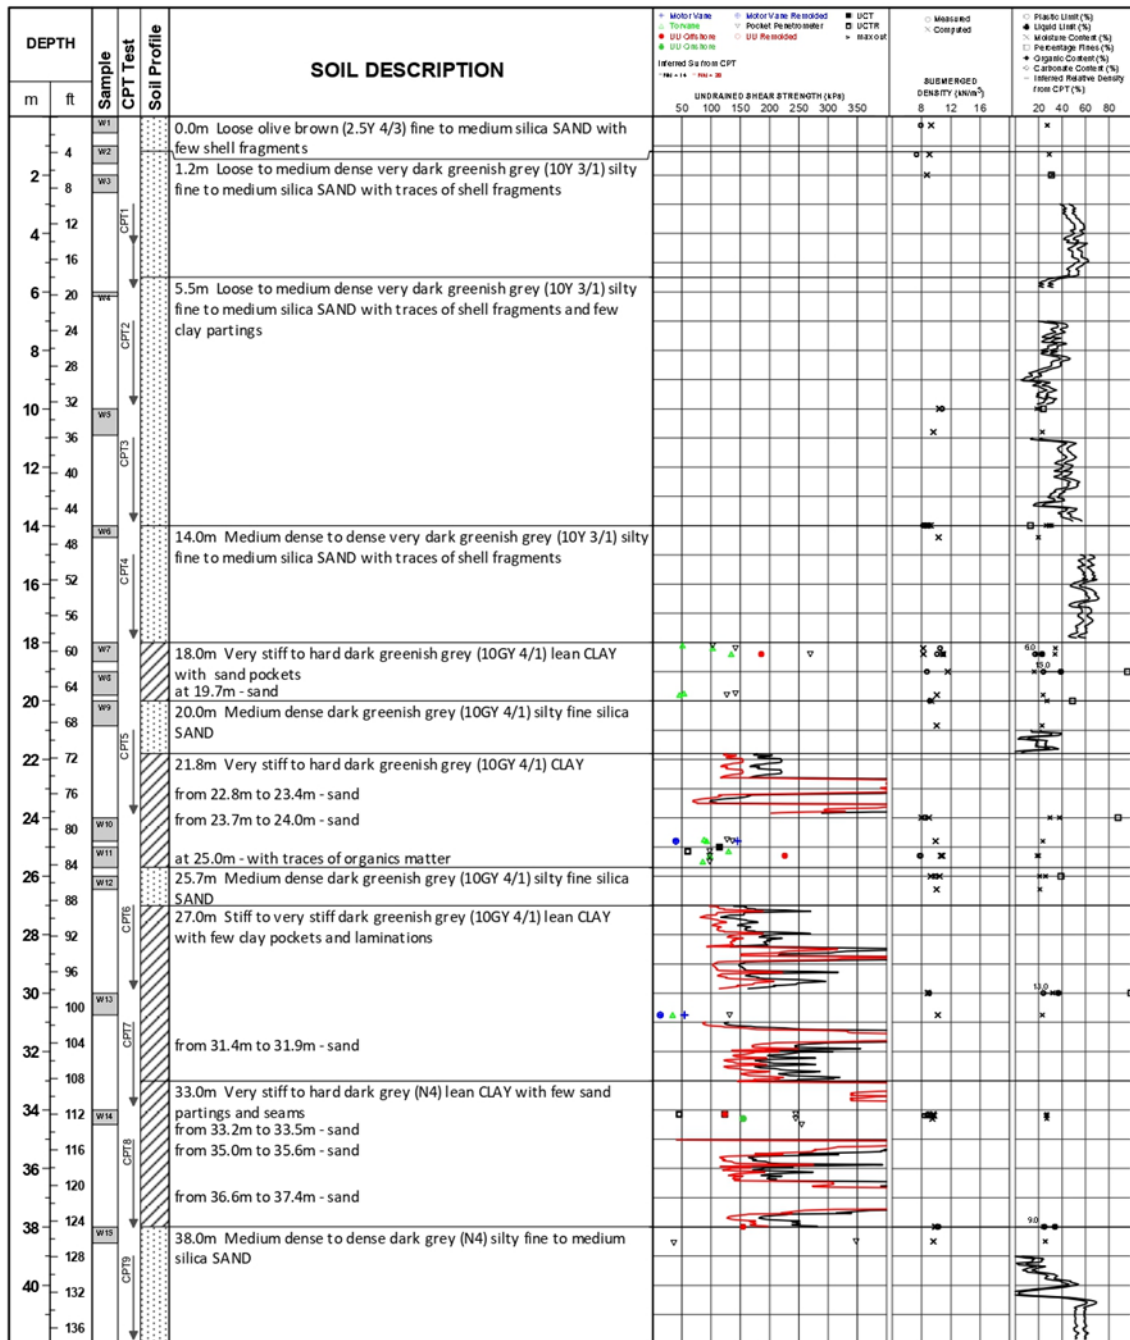 DEPTH
m
ft
Sample
CPT Test
Soil Profile
SOIL DESCRIPTION
+ Motor Vane
Motor Vane Remolded
UCT
Torvane
Pocket Penetrometer
UCTR
UU Offshore
UU Remolded
max out
UU Onshore
Inferred Su from CPT
UNDRAINED SHEAR STRENGTH (kPa)
50 100 150 200 250 300 350
Measured
Computed
SUBMERGED
DENSITY (kN/m³)
8 12 16
Plastic Limit (%)
Liquid Limit (%)
Moisture Content (%)
Percentage Fines (%)
Organic Content (%)
Carbonate Content (%)
Inferred Relative Density
from CPT (%)
20 40 60 80
W1
0.0m Loose olive brown (2.5Y 4/3) fine to medium silica SAND with
few shell fragments
4
W2
1.2m Loose to medium dense very dark greenish grey (10Y 3/1) silty
fine to medium silica SAND with traces of shell fragments
2
8
W3
12
CPT1
4
16
5.5m Loose to medium dense very dark greenish grey (10Y 3/1) silty
fine to medium silica SAND with traces of shell fragments and few
clay partings
6
20
W4
24
CPT2
8
28
32
10
W5
36
CPT3
12
40
44
14
W6
14.0m Medium dense to dense very dark greenish grey (10Y 3/1) silty
fine to medium silica SAND with traces of shell fragments
48
CPT4
52
16
56
18
60
W7
18.0m Very stiff to hard dark greenish grey (10GY 4/1) lean CLAY
with sand pockets
at 19.7m - sand
6.0
15.0
W8
64
20
W9
20.0m Medium dense dark greenish grey (10GY 4/1) silty fine silica
SAND
68
CPT5
72
22
21.8m Very stiff to hard dark greenish grey (10GY 4/1) CLAY
from 22.8m to 23.4m - sand
76
24
from 23.7m to 24.0m - sand
W10
80
W11
at 25.0m - with traces of organics matter
84
26
W12
25.7m Medium dense dark greenish grey (10GY 4/1) silty fine silica
SAND
88
CPT6
27.0m Stiff to very stiff dark greenish grey (10GY 4/1) lean CLAY
with few clay pockets and laminations
28
92
96
30
13.0
100
W13
CPT7
104
from 31.4m to 31.9m - sand
32
108
33.0m Very stiff to hard dark grey (N4) lean CLAY with few sand
partings and seams
34
112
W14
from 33.2m to 33.5m - sand
from 35.0m to 35.6m - sand
116
CPT8
36
120
from 36.6m to 37.4m - sand
124
38
9.0
W15
38.0m Medium dense to dense dark grey (N4) silty fine to medium
silica SAND
128
CPT9
40
132
136